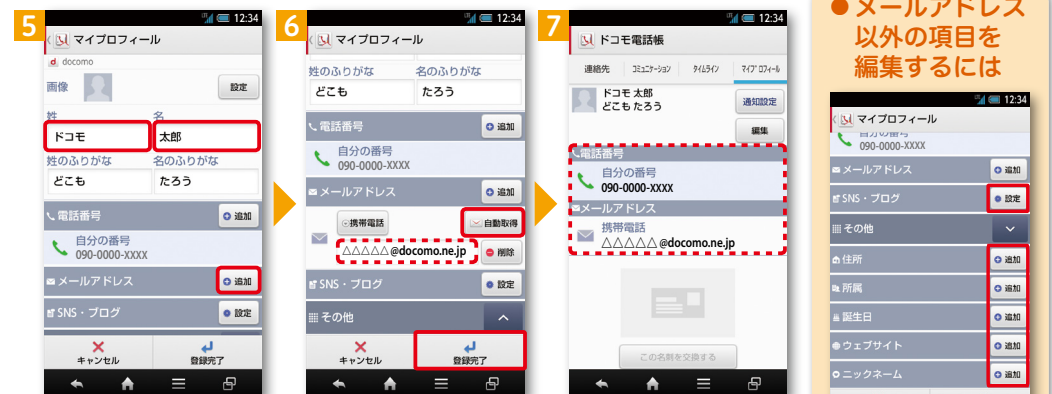 5
12:34
マイプロフィール
docomo
画像
設定
姓
名
ドコモ
太郎
姓のふりがな
名のふりがな
どこも
たろう
電話番号
追加
自分の番号
090-0000-XXXX
メールアドレス
追加
SNS・ブログ
設定
キャンセル
登録完了
6
12:34
マイプロフィール
姓のふりがな
名のふりがな
どこも
たろう
電話番号
追加
自分の番号
090-0000-XXXX
メールアドレス
追加
携帯電話
自動取得
△△△△△@docomo.ne.jp
削除
SNS・ブログ
設定
その他
キャンセル
登録完了
7
12:34
ドコモ電話帳
連絡先
コミュニケーション
タイムライン
マイプロフィール
ドコモ 太郎
どこも たろう
通知設定
編集
電話番号
自分の番号
090-0000-XXXX
メールアドレス
携帯電話
△△△△△@docomo.ne.jp
この名刺を交換する
●メールアドレス
以外の項目を
編集するには
12:34
マイプロフィール
自分の番号
090-0000-XXXX
メールアドレス
追加
SNS・ブログ
設定
その他
住所
追加
所属
追加
誕生日
追加
ウェブサイト
追加
ニックネーム
追加